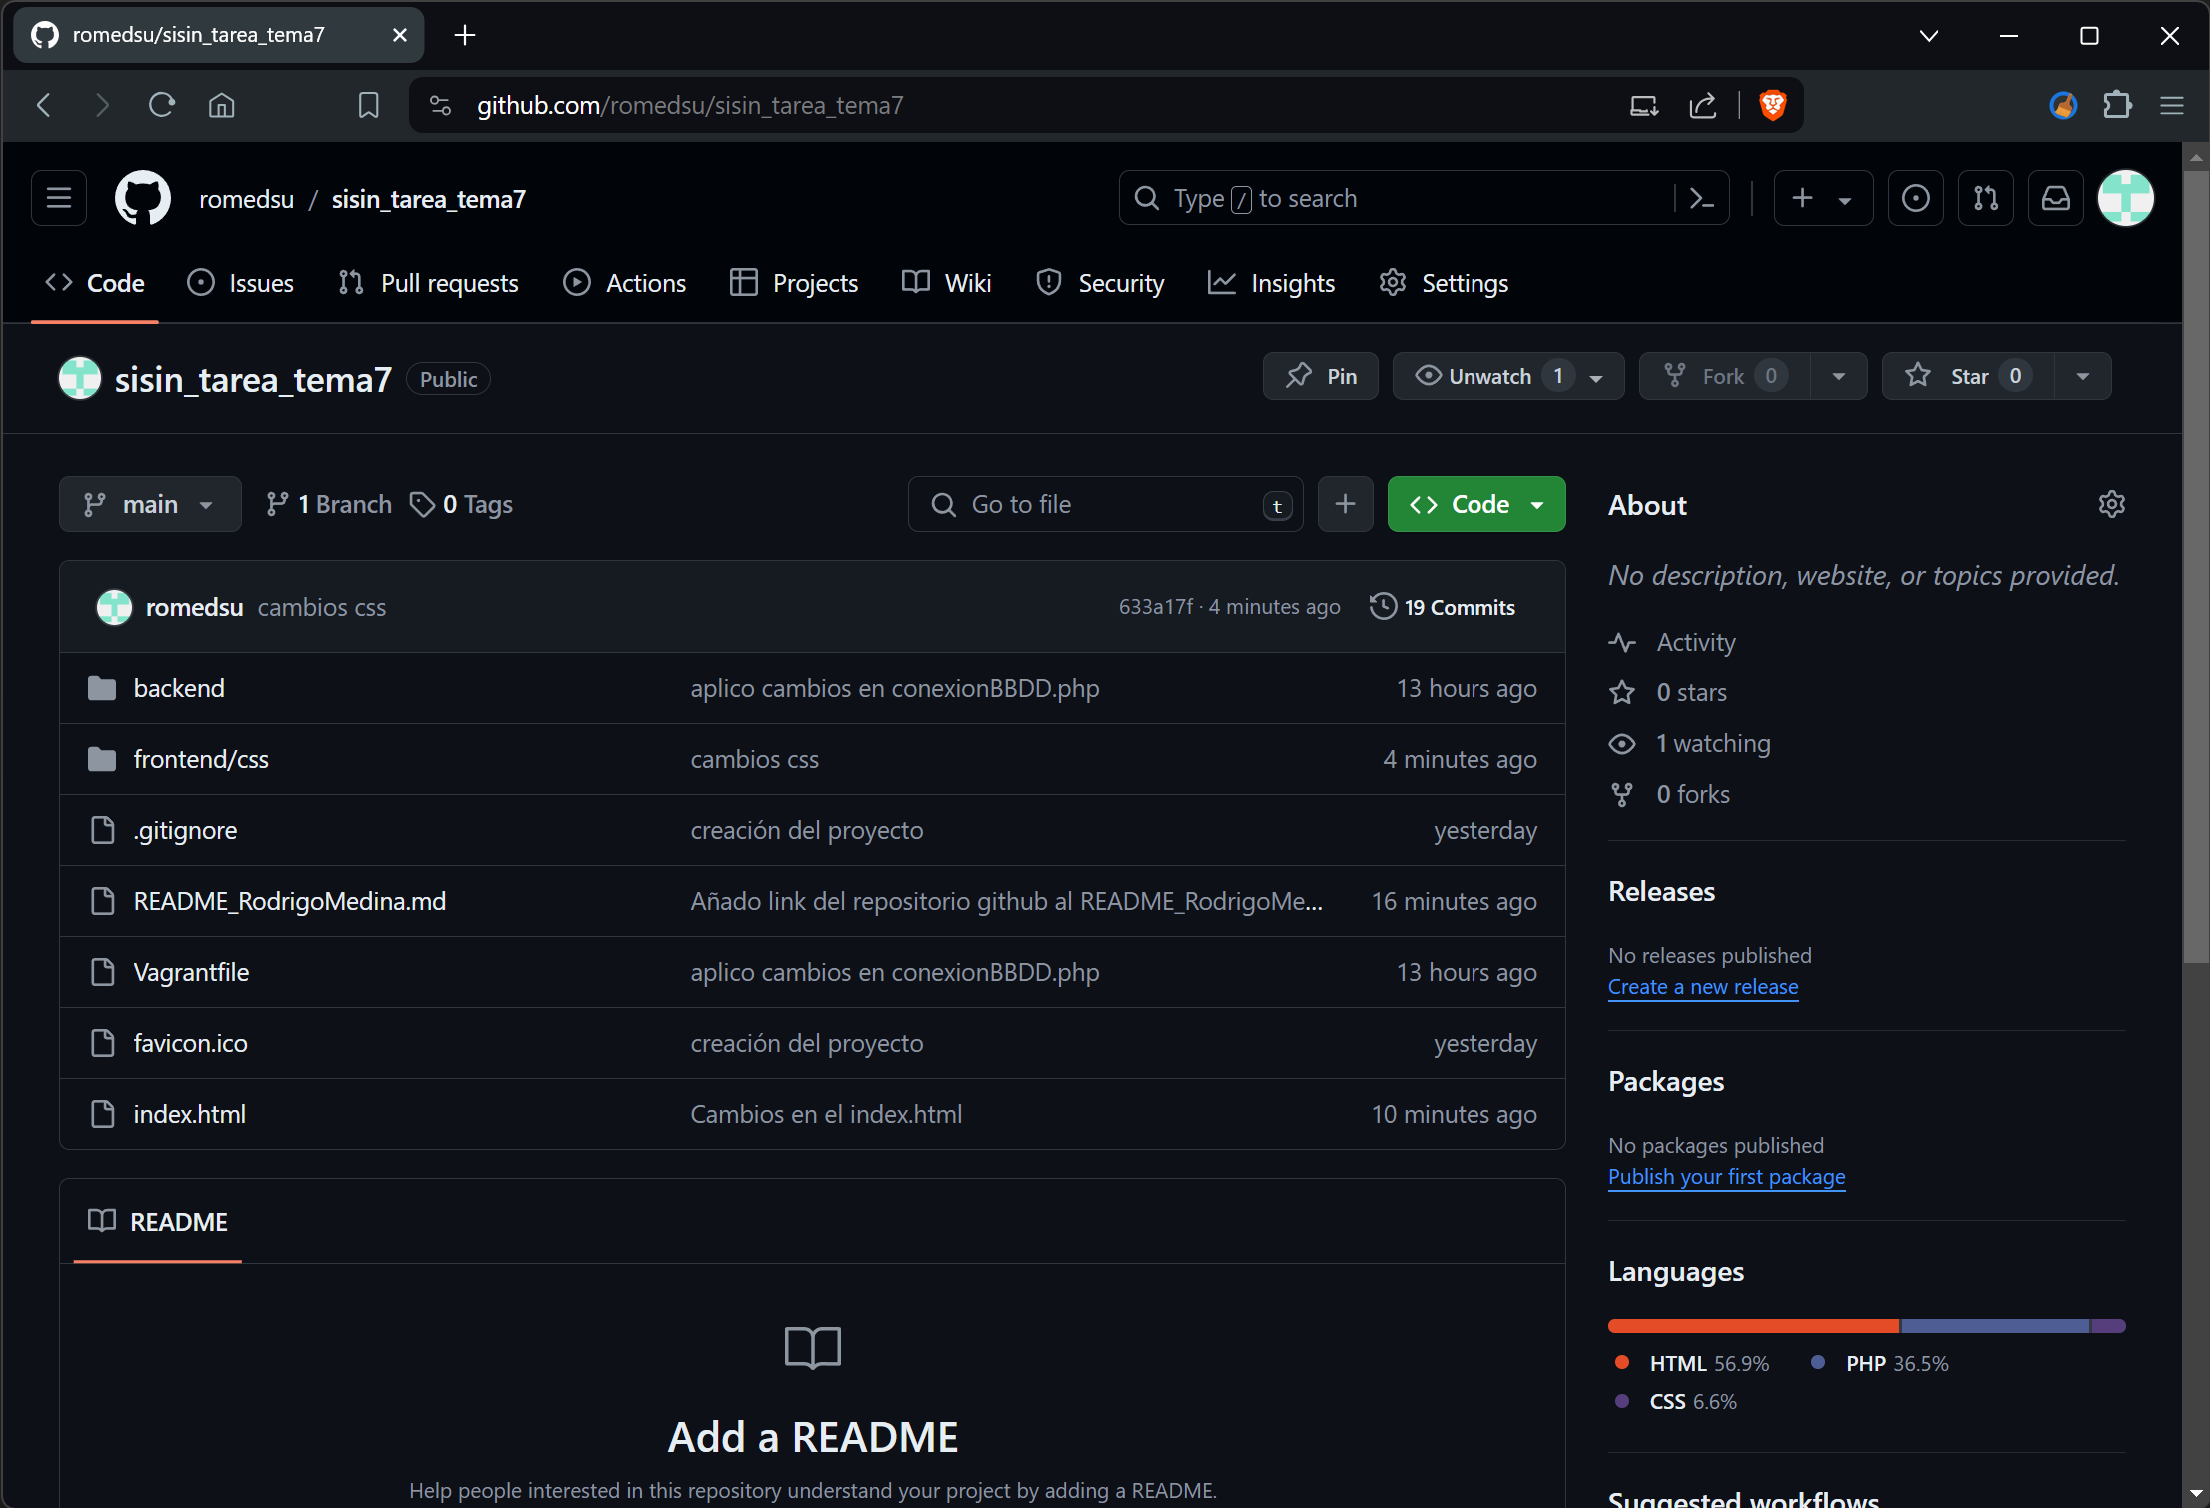 romedsu/sisin_tarea_tema7
github.com/romedsu/sisin_tarea_tema7
romedsu / sisin_tarea_tema7
Type / to search
Code Issues Pull requests Actions Projects Wiki Security Insights Settings
sisin_tarea_tema7 Public
Pin Unwatch 1 Fork 0 Star 0
main 1 Branch 0 Tags Go to file t Code
romedsu cambios css 633a17f · 4 minutes ago 19 Commits
backend aplico cambios en conexionBBDD.php 13 hours ago
frontend/css cambios css 4 minutes ago
.gitignore creación del proyecto yesterday
README_RodrigoMedina.md Añado link del repositorio github al README_RodrigoMe... 16 minutes ago
Vagrantfile aplico cambios en conexionBBDD.php 13 hours ago
favicon.ico creación del proyecto yesterday
index.html Cambios en el index.html 10 minutes ago
README
Add a README
Help people interested in this repository understand your project by adding a README.
About
No description, website, or topics provided.
Activity
0 stars
1 watching
0 forks
Releases
No releases published
Create a new release
Packages
No packages published
Publish your first package
Languages
HTML 56.9% PHP 36.5%
CSS 6.6%
Suggested workflows